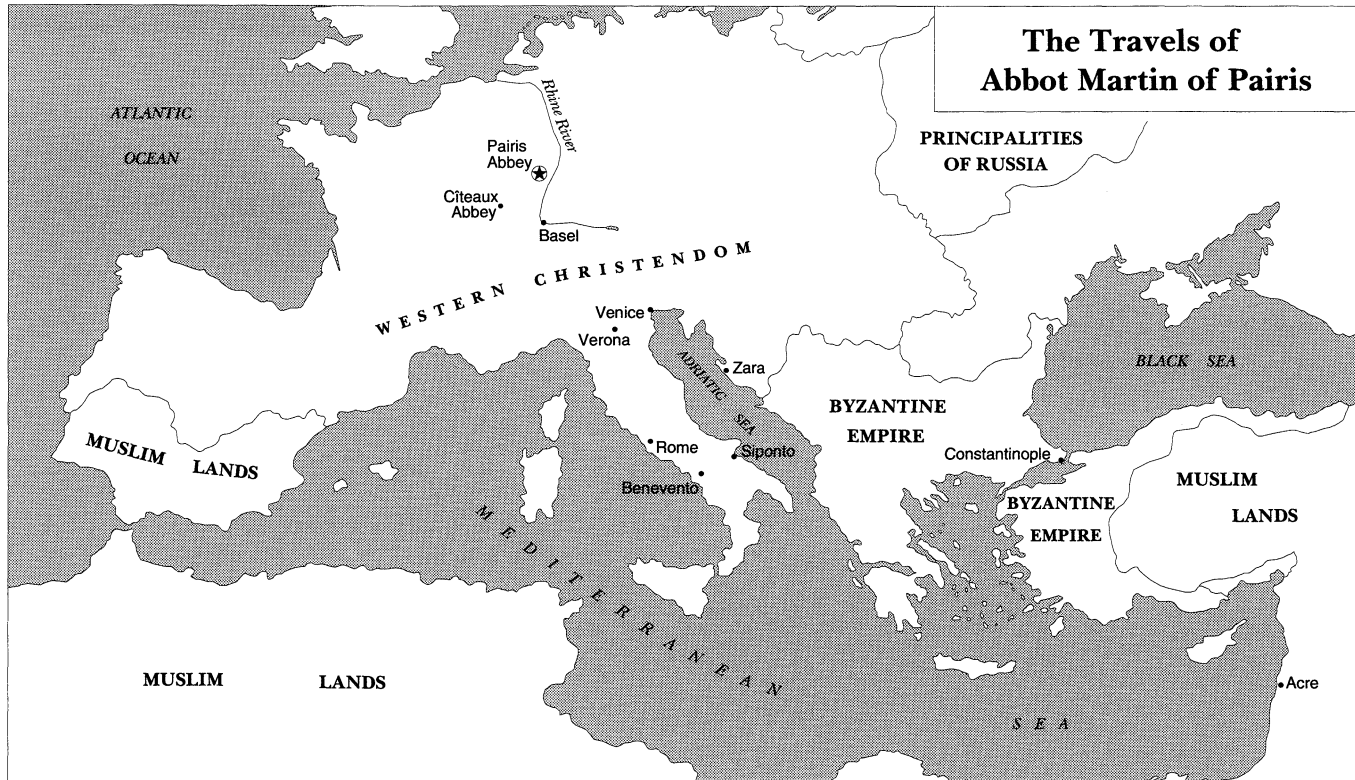 The Travels of
Abbot Martin of Pairis
ATLANTIC
OCEAN
Rhine River
PRINCIPALITIES
OF RUSSIA
Pairis
Abbey
Cîteaux
Abbey
Basel
WESTERN CHRISTENDOM
Venice
Verona
ADRIATIC SEA
Zara
BLACK SEA
BYZANTINE
EMPIRE
MUSLIM LANDS
Rome
Siponto
Constantinople
Benevento
MUSLIM
LANDS
BYZANTINE
EMPIRE
MEDITERRANEAN
SEA
MUSLIM LANDS
Acre